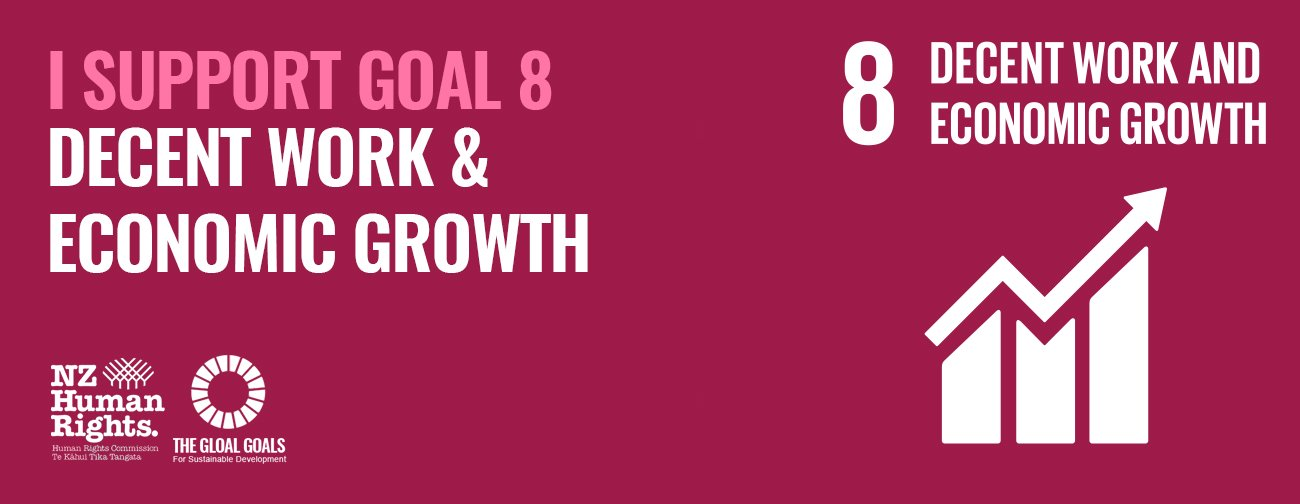 I SUPPORT GOAL 8
DECENT WORK &
ECONOMIC GROWTH
8
DECENT WORK AND
ECONOMIC GROWTH
NZ
Human
Rights.
Human Rights Commission
Te Kāhui Tika Tangata
THE GLOAL GOALS
For Sustainable Development